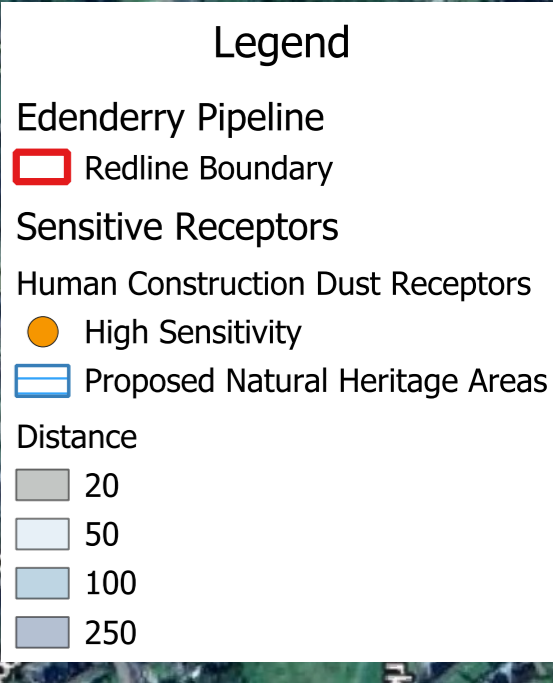 Legend
Edenderry Pipeline
Redline Boundary
Sensitive Receptors
Human Construction Dust Receptors
High Sensitivity
Proposed Natural Heritage Areas
Distance
20
50
100
250